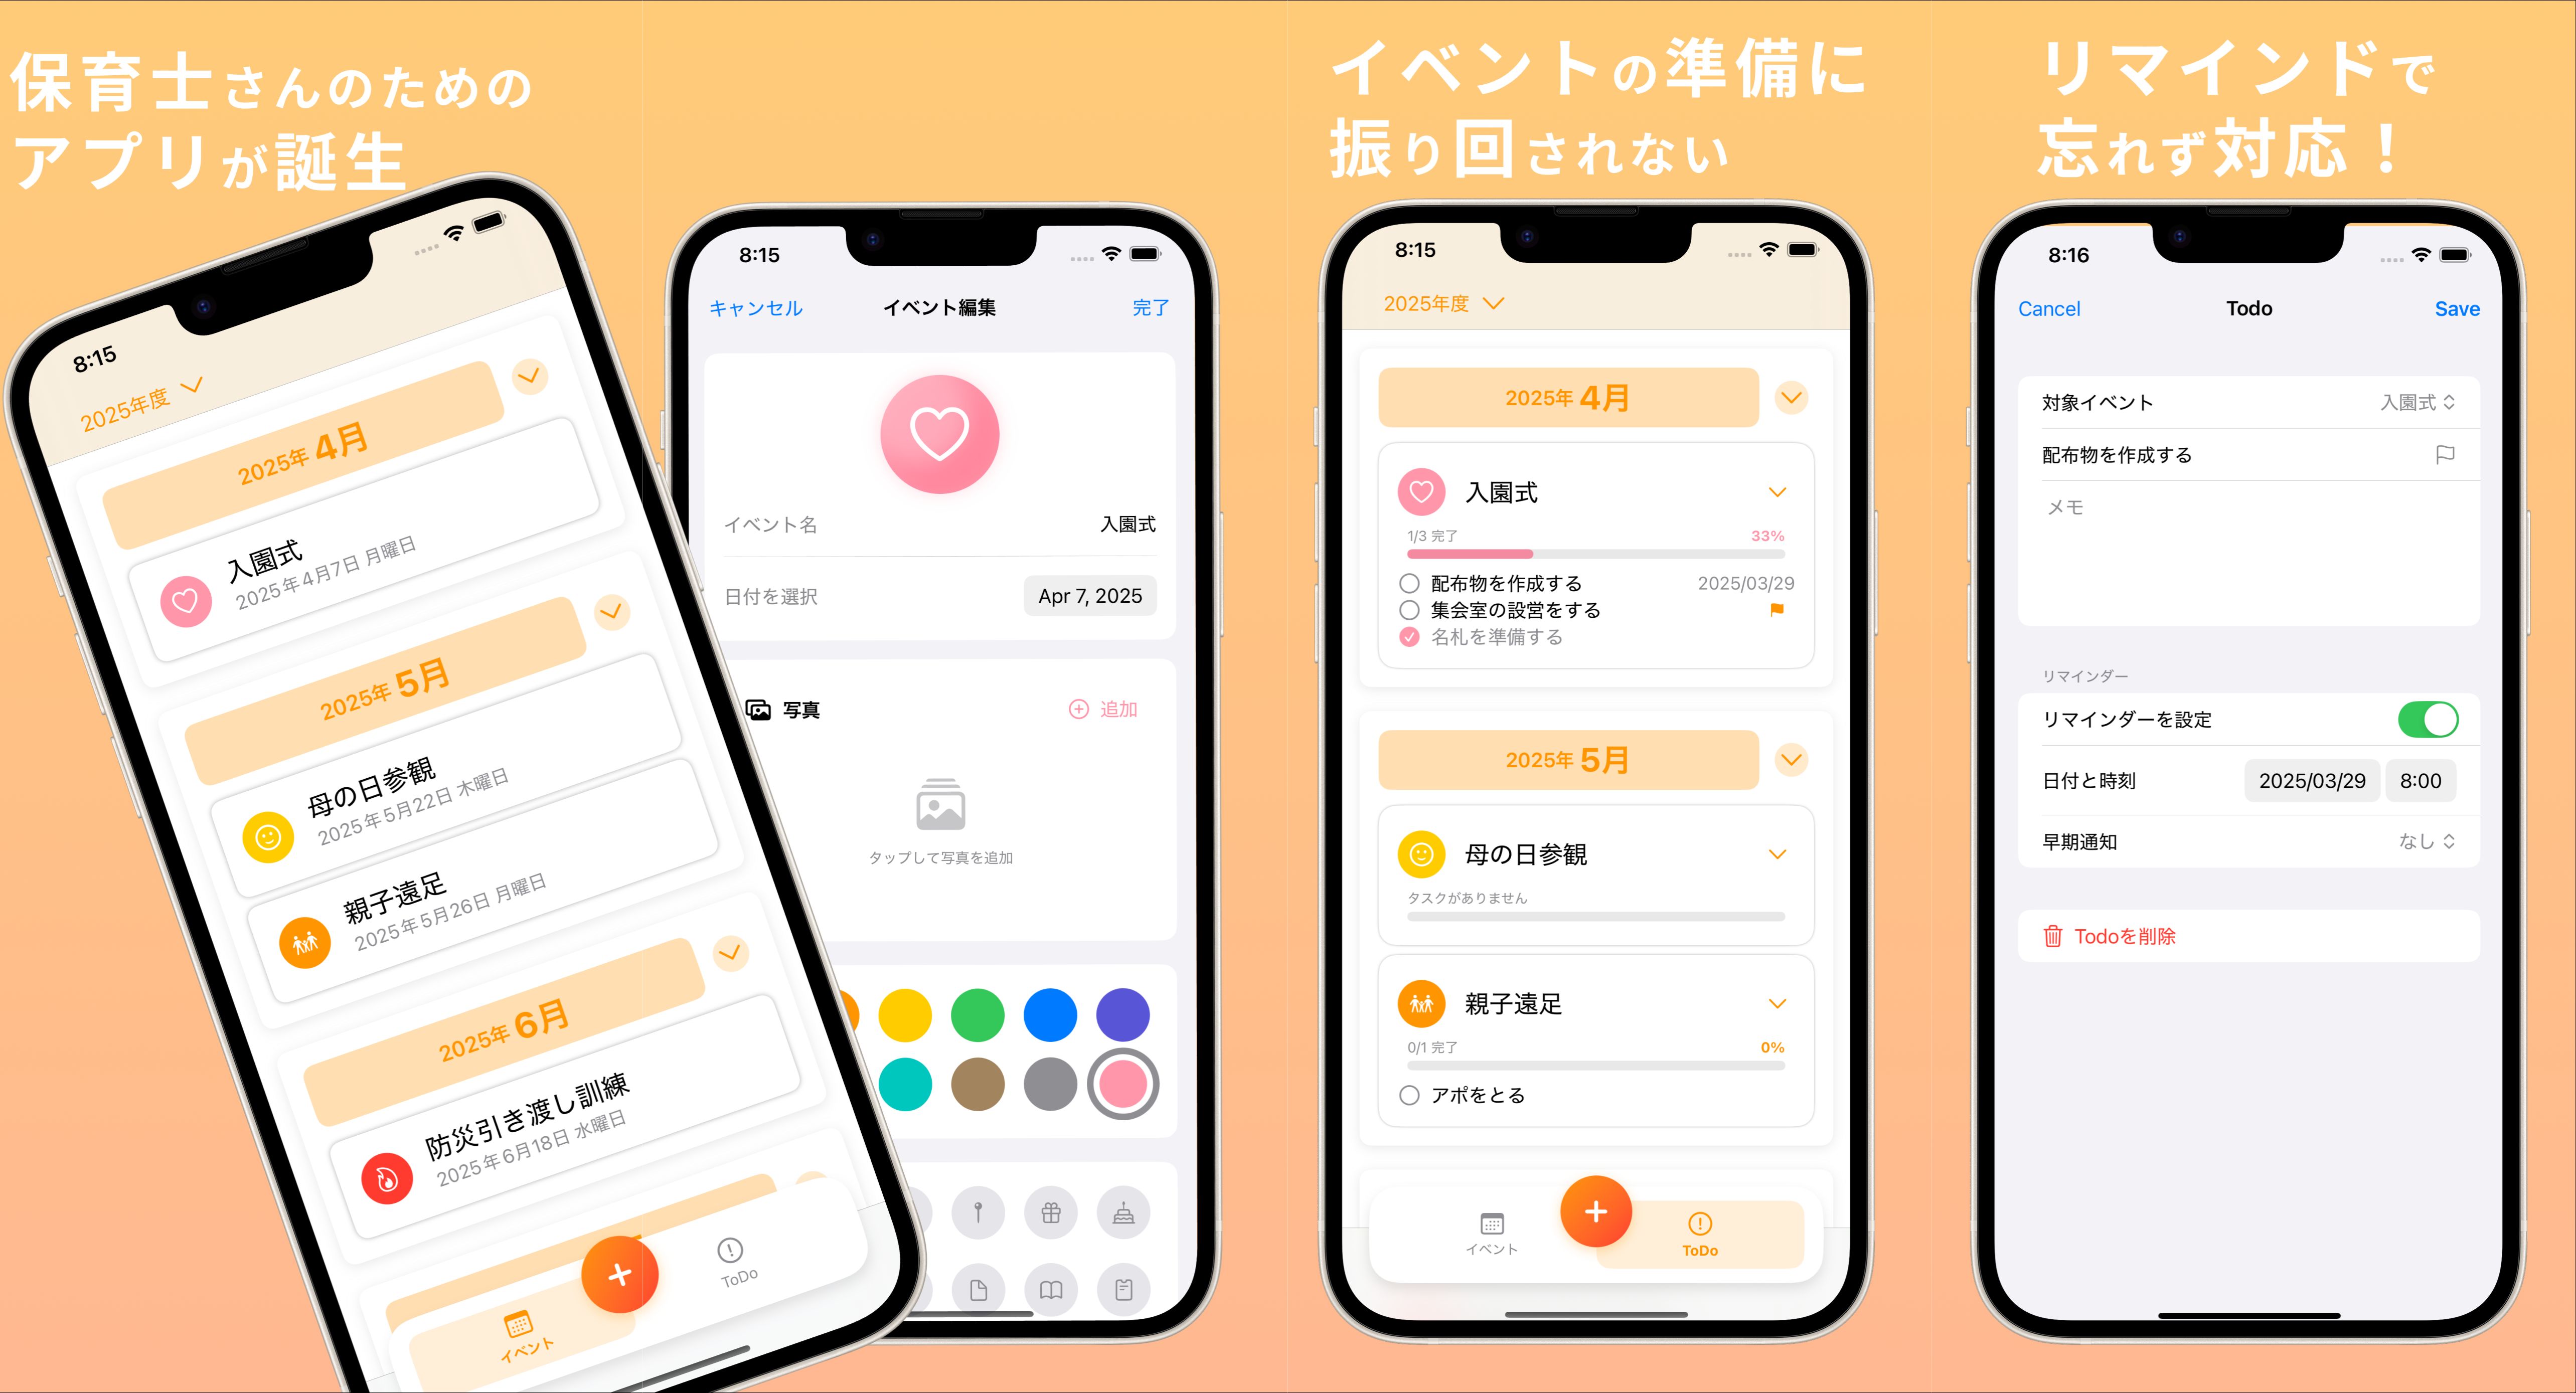 保育士さんのための
アプリが誕生
8:15
2025年度
2025年 4月
入園式
2025年4月7日 月曜日
2025年 5月
母の日参観
2025年5月22日 木曜日
親子遠足
2025年5月26日 月曜日
2025年 6月
防災引き渡し訓練
2025年6月18日 水曜日
イベント
ToDo
8:15
キャンセル
イベント編集
完了
イベント名
入園式
日付を選択
Apr 7, 2025
写真
追加
タップして写真を追加
イベントの準備に
振り回されない
8:15
2025年度
2025年 4月
入園式
1/3 完了
33%
配布物を作成する
2025/03/29
集会室の設営をする
名札を準備する
2025年 5月
母の日参観
タスクがありません
親子遠足
0/1 完了
0%
アポをとる
イベント
ToDo
リマインドで
忘れず対応！
8:16
Cancel
Todo
Save
対象イベント
入園式
配布物を作成する
メモ
リマインダー
リマインダーを設定
日付と時刻
2025/03/29
8:00
早期通知
なし
Todoを削除